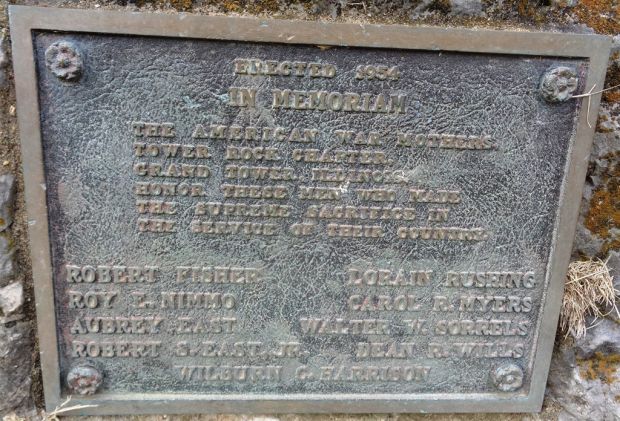 ERECTED 1954
IN MEMORIAM
THE AMERICAN WAR MOTHERS.
TOWER ROCK CHAPTER
GRAND TOWER, ILLINOIS
HONOR THESE MEN WHO MADE
THE SUPREME SACRIFICE IN
THE SERVICE OF THEIR COUNTRY.
ROBERT FISHER LORAIN RUSHING
ROY E. NIMMO CAROL R. MYERS
AUBREY EAST WALTER W. SORRELS
ROBERT S. EAST, JR. DEAN R. WILLS
WILBURN C. HARRISON